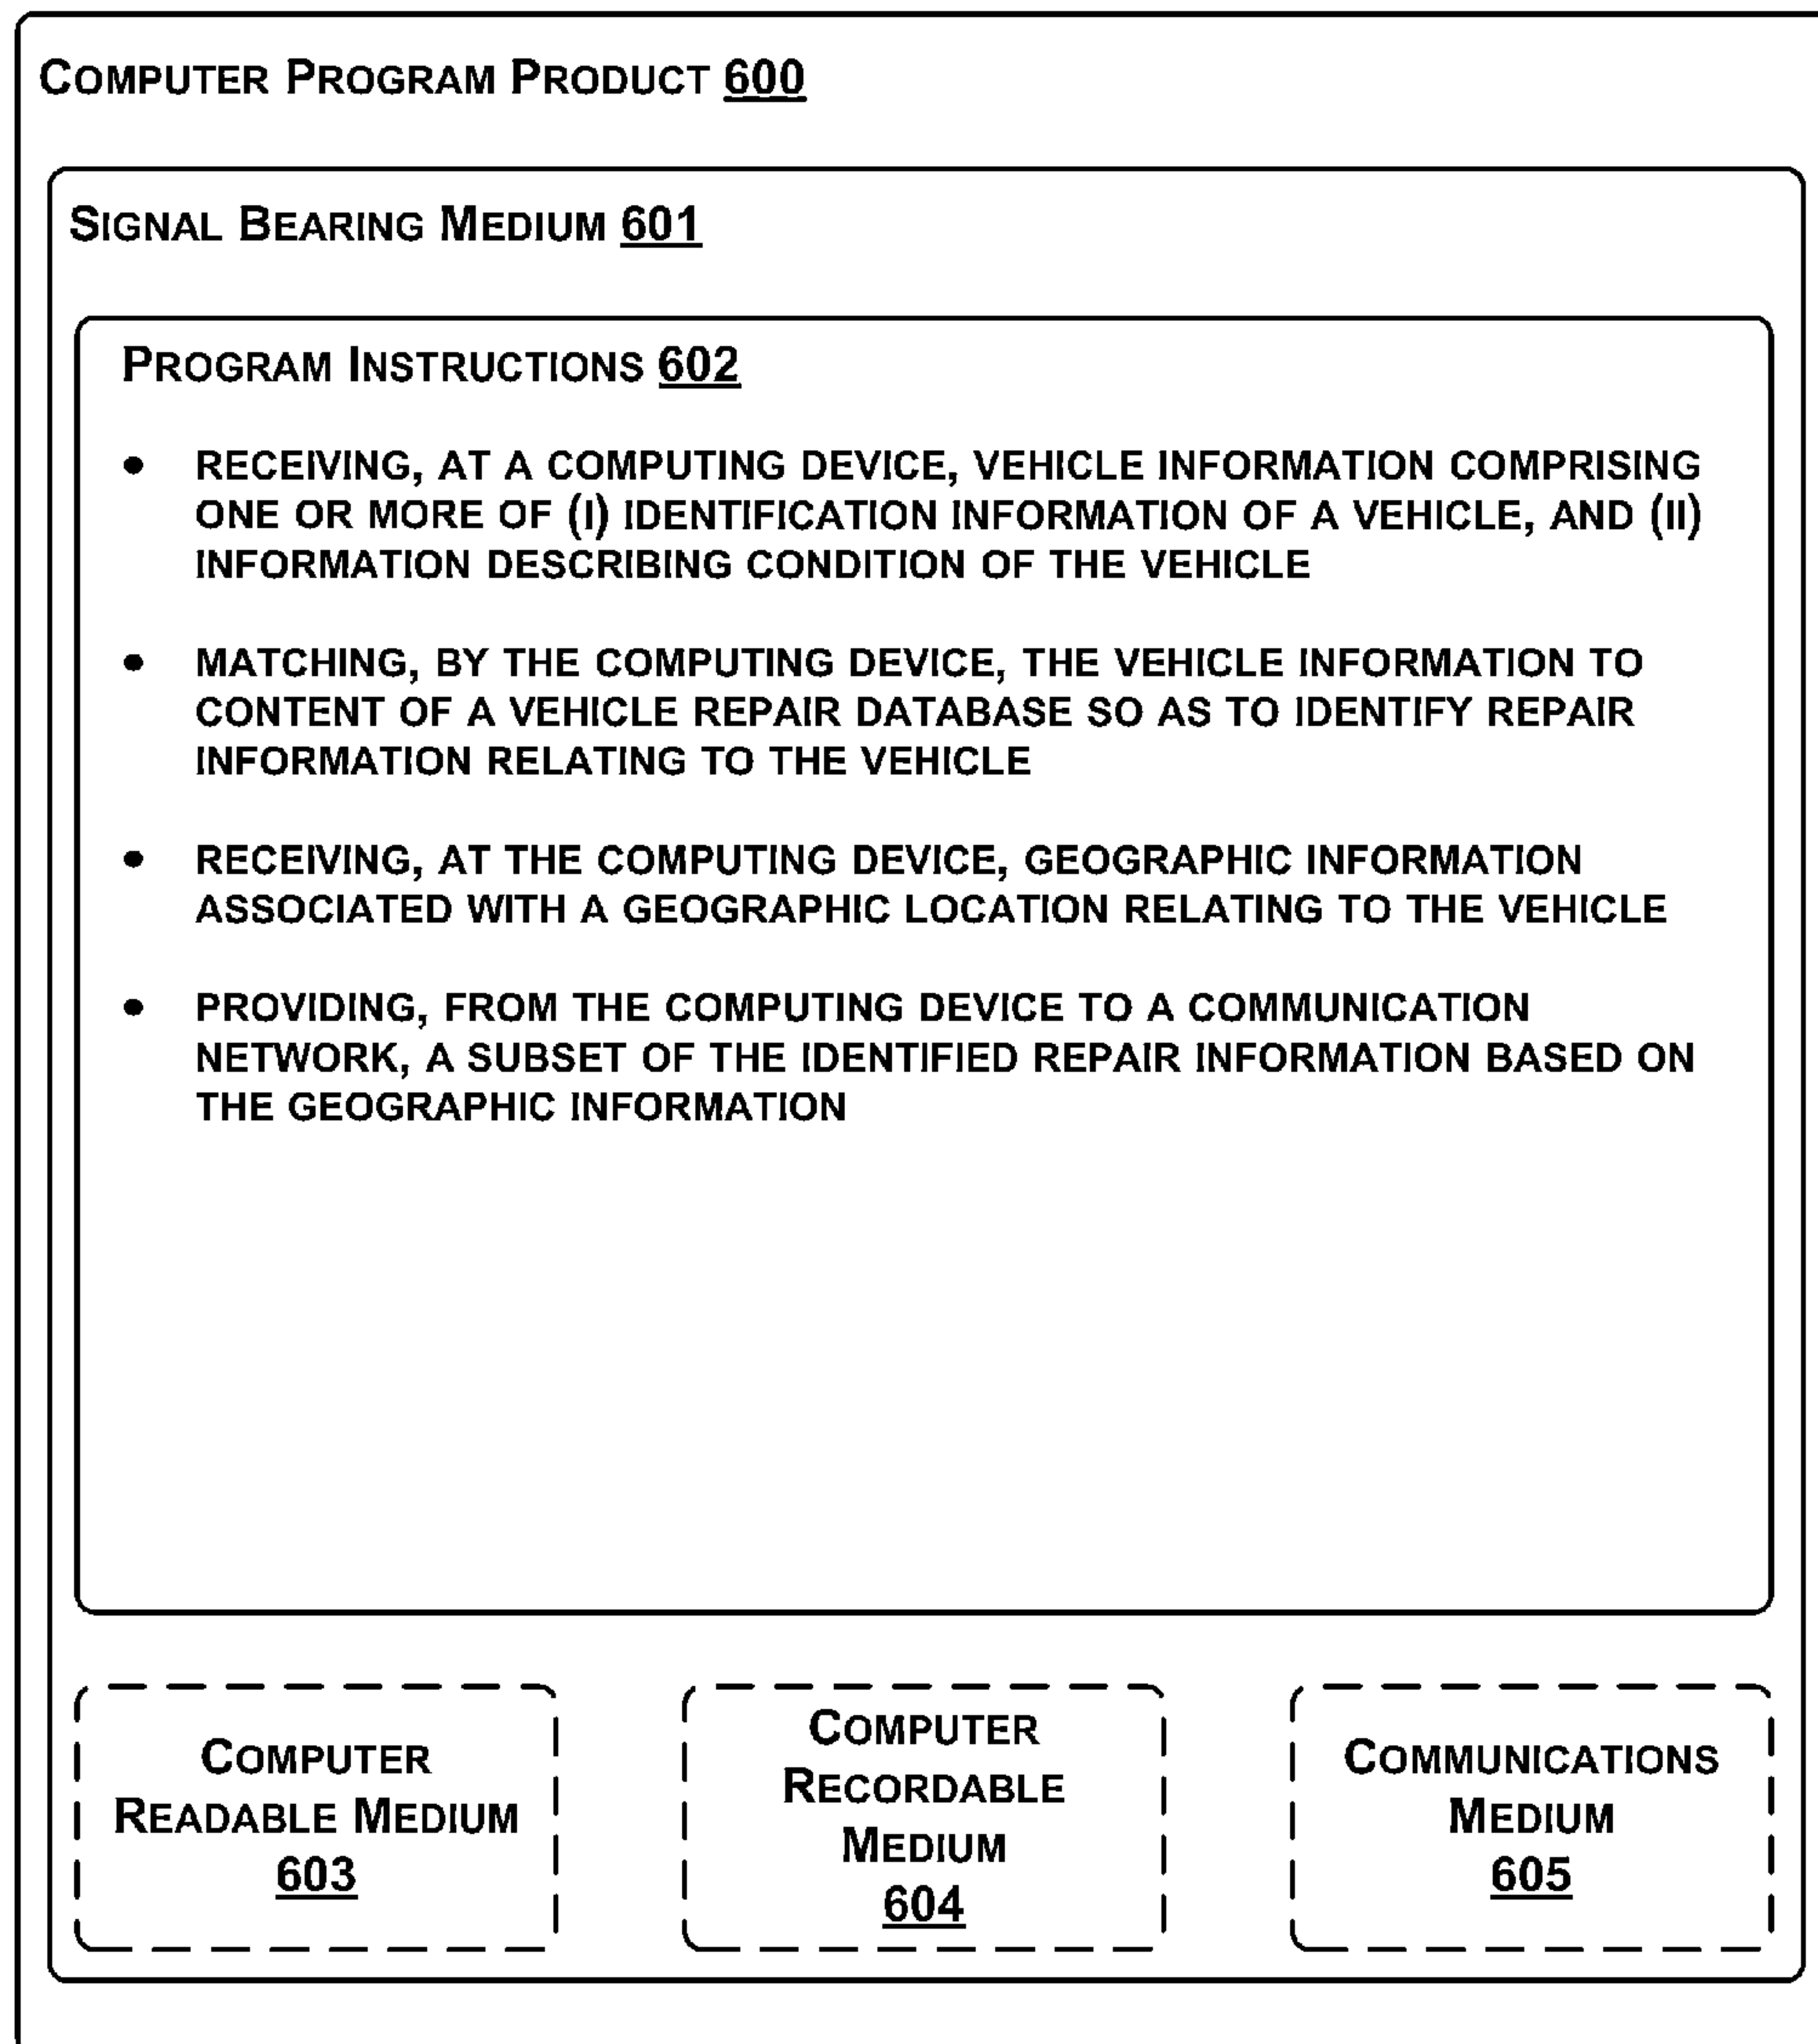 COMPUTER PROGRAM PRODUCT 600
SIGNAL BEARING MEDIUM 601
PROGRAM INSTRUCTIONS 602
• RECEIVING, AT A COMPUTING DEVICE, VEHICLE INFORMATION COMPRISING
ONE OR MORE OF (I) IDENTIFICATION INFORMATION OF A VEHICLE, AND (II)
INFORMATION DESCRIBING CONDITION OF THE VEHICLE
• MATCHING, BY THE COMPUTING DEVICE, THE VEHICLE INFORMATION TO
CONTENT OF A VEHICLE REPAIR DATABASE SO AS TO IDENTIFY REPAIR
INFORMATION RELATING TO THE VEHICLE
• RECEIVING, AT THE COMPUTING DEVICE, GEOGRAPHIC INFORMATION
ASSOCIATED WITH A GEOGRAPHIC LOCATION RELATING TO THE VEHICLE
• PROVIDING, FROM THE COMPUTING DEVICE TO A COMMUNICATION
NETWORK, A SUBSET OF THE IDENTIFIED REPAIR INFORMATION BASED ON
THE GEOGRAPHIC INFORMATION
COMPUTER
READABLE MEDIUM
603
COMPUTER
RECORDABLE
MEDIUM
604
COMMUNICATIONS
MEDIUM
605